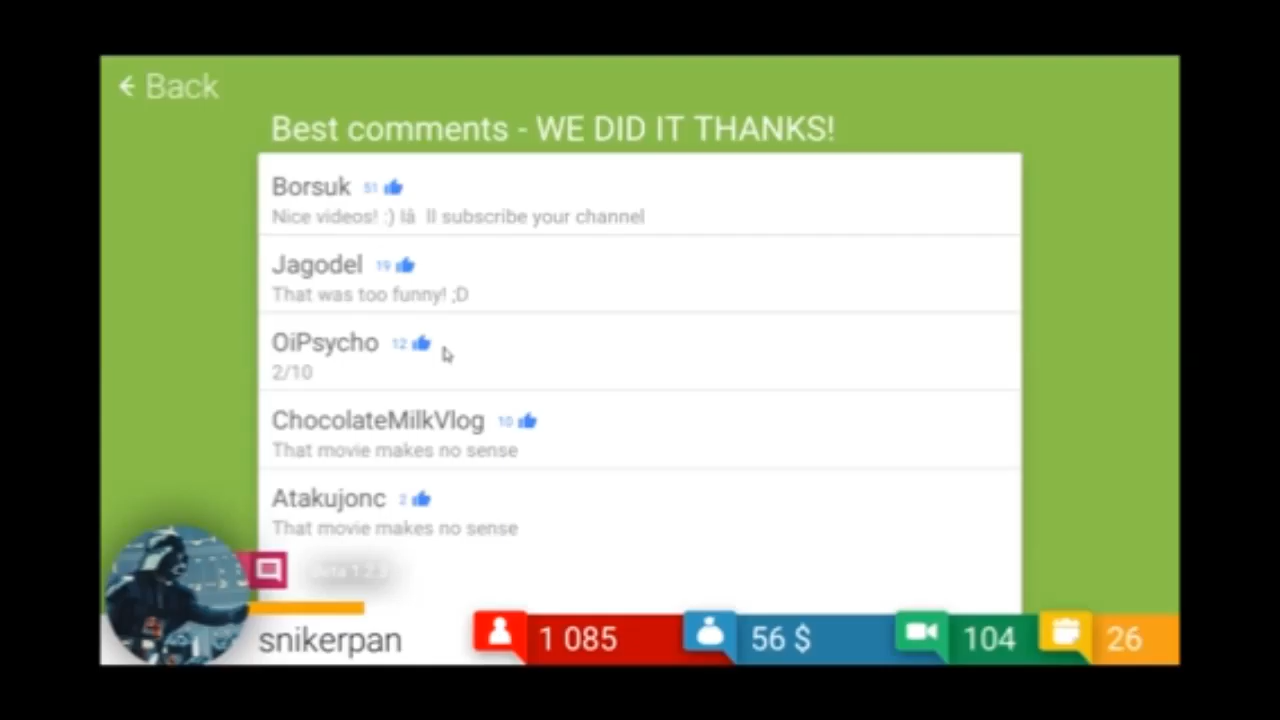 Back
Best comments - WE DID IT THANKS!
Borsuk 51
Nice videos! :) Iâ ll subscribe your channel
Jagodel 19
That was too funny! ;D
OiPsycho 12
2/10
ChocolateMilkVlog 10
That movie makes no sense
Atakujonc 2
That movie makes no sense
snikerpan 1 085 56 $ 104 26